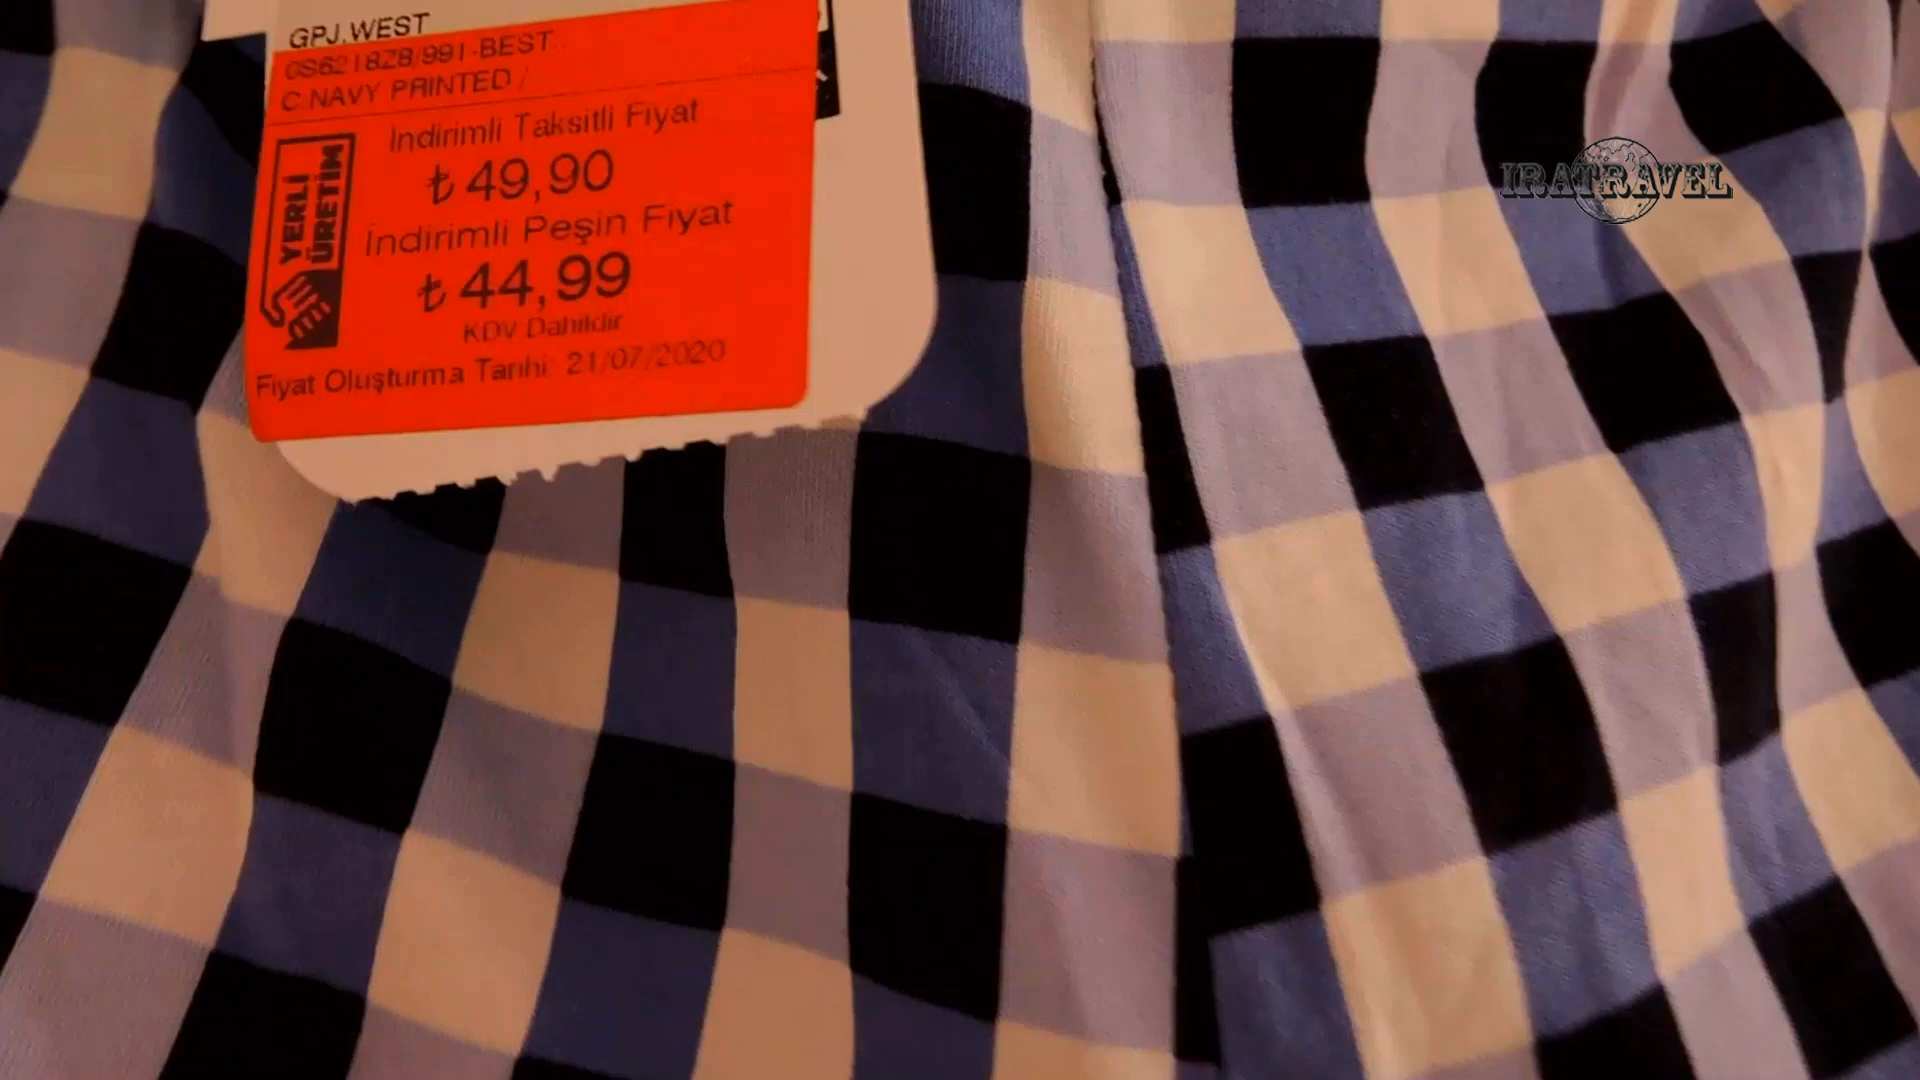 GPJ.WEST
0S6218Z8/991-BEST..
C.NAVY PRINTED /
İndirimli Taksitli Fiyat
₺ 49,90
İndirimli Peşin Fiyat
₺ 44,99
KDV Dahildir
Fiyat Oluşturma Tarihi: 21/07/2020
YERLİ
ÜRETİM
IRATRAVEL